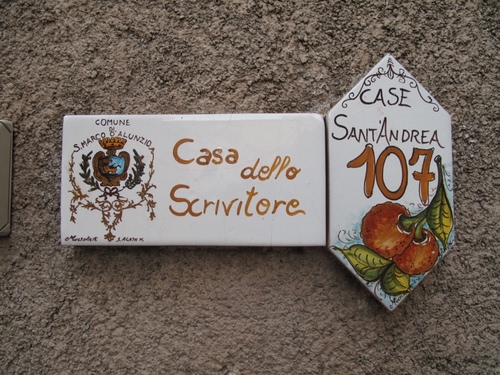 COMUNE
DI
S. MARCO D'ALUNZIO
Casa
dello
Scrivitore
CASE
SANT'ANDREA
107